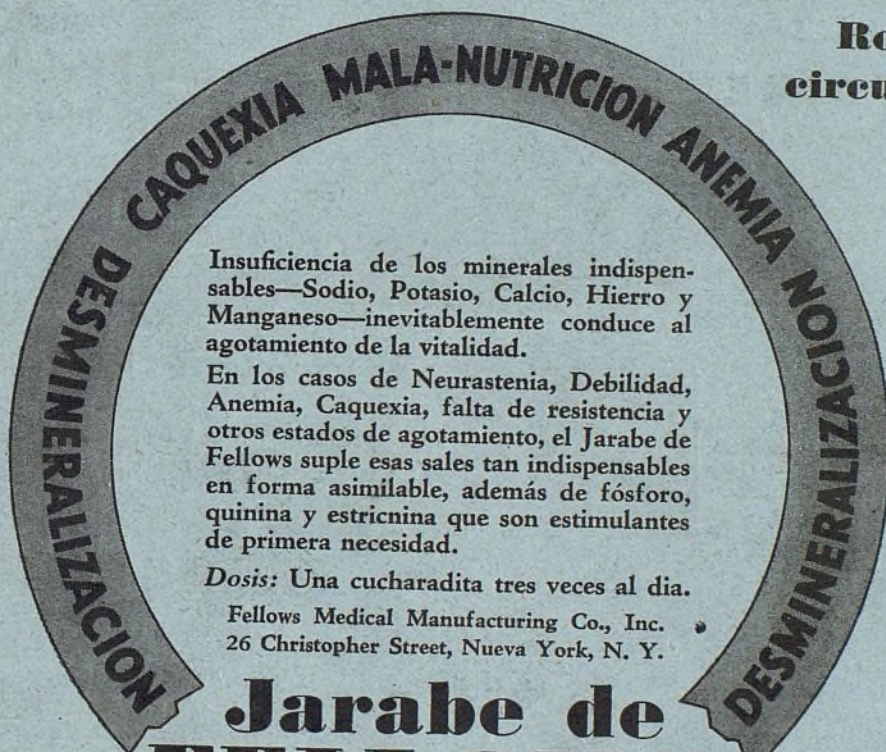 DESMINERALIZACION CAQUEXIA MALA-NUTRICION ANEMIA DESMINERALIZACION
Insuficiencia de los minerales indispen-
sables—Sodio, Potasio, Calcio, Hierro y
Manganeso—inevitablemente conduce al
agotamiento de la vitalidad.
En los casos de Neurastenia, Debilidad,
Anemia, Caquexia, falta de resistencia y
otros estados de agotamiento, el Jarabe de
Fellows suple esas sales tan indispensables
en forma asimilable, además de fósforo,
quinina y estricnina que son estimulantes
de primera necesidad.
Dosis: Una cucharadita tres veces al dia.
Fellows Medical Manufacturing Co., Inc.
26 Christopher Street, Nueva York, N. Y.
Jarabe de